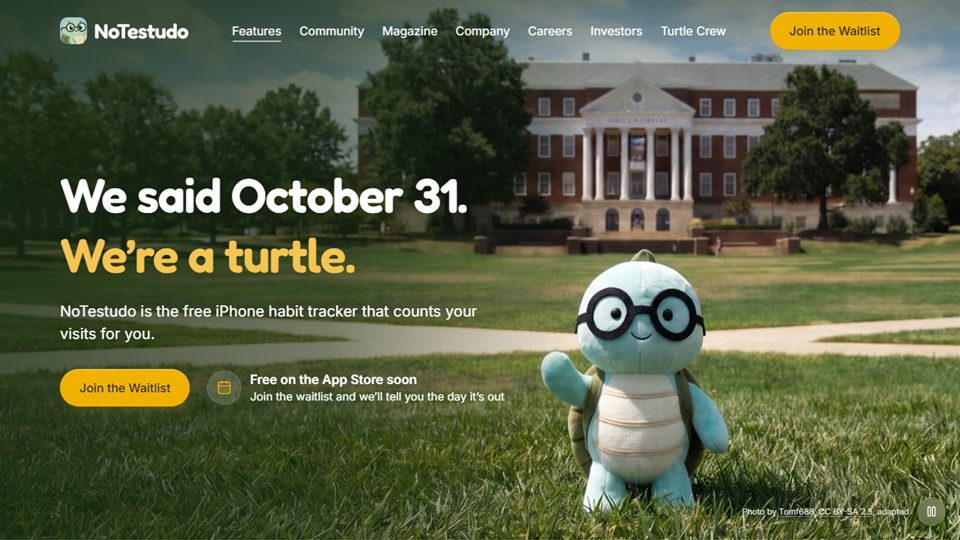 NoTestudo
Features Community Magazine Company Careers Investors Turtle Crew
Join the Waitlist
We said October 31.
We're a turtle.
NoTestudo is the free iPhone habit tracker that counts your
visits for you.
Join the Waitlist
Free on the App Store soon
Join the waitlist and we'll tell you the day it's out
Photo by Tomf688, CC BY-SA 2.5, adapted